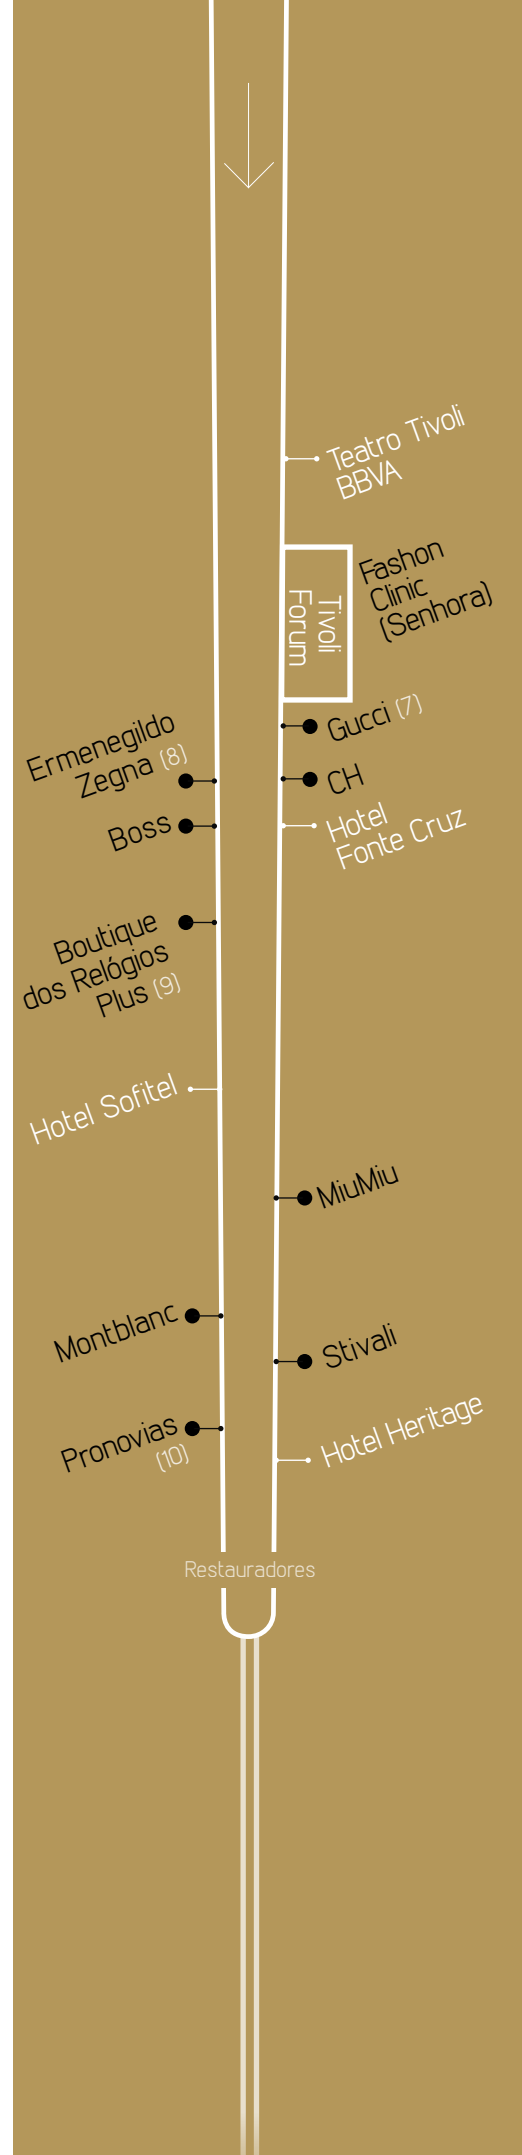 Teatro Tivoli
BBVA
Fashon
Clinic
(Senhora)
Tivoli
Forum
Gucci (7)
Ermenegildo
Zegna (8)
CH
Boss
Hotel
Fonte Cruz
Boutique
dos Relógios
Plus (9)
Hotel Sofitel
MiuMiu
Montblanc
Stivali
Pronovias
(10)
Hotel Heritage
Restauradores